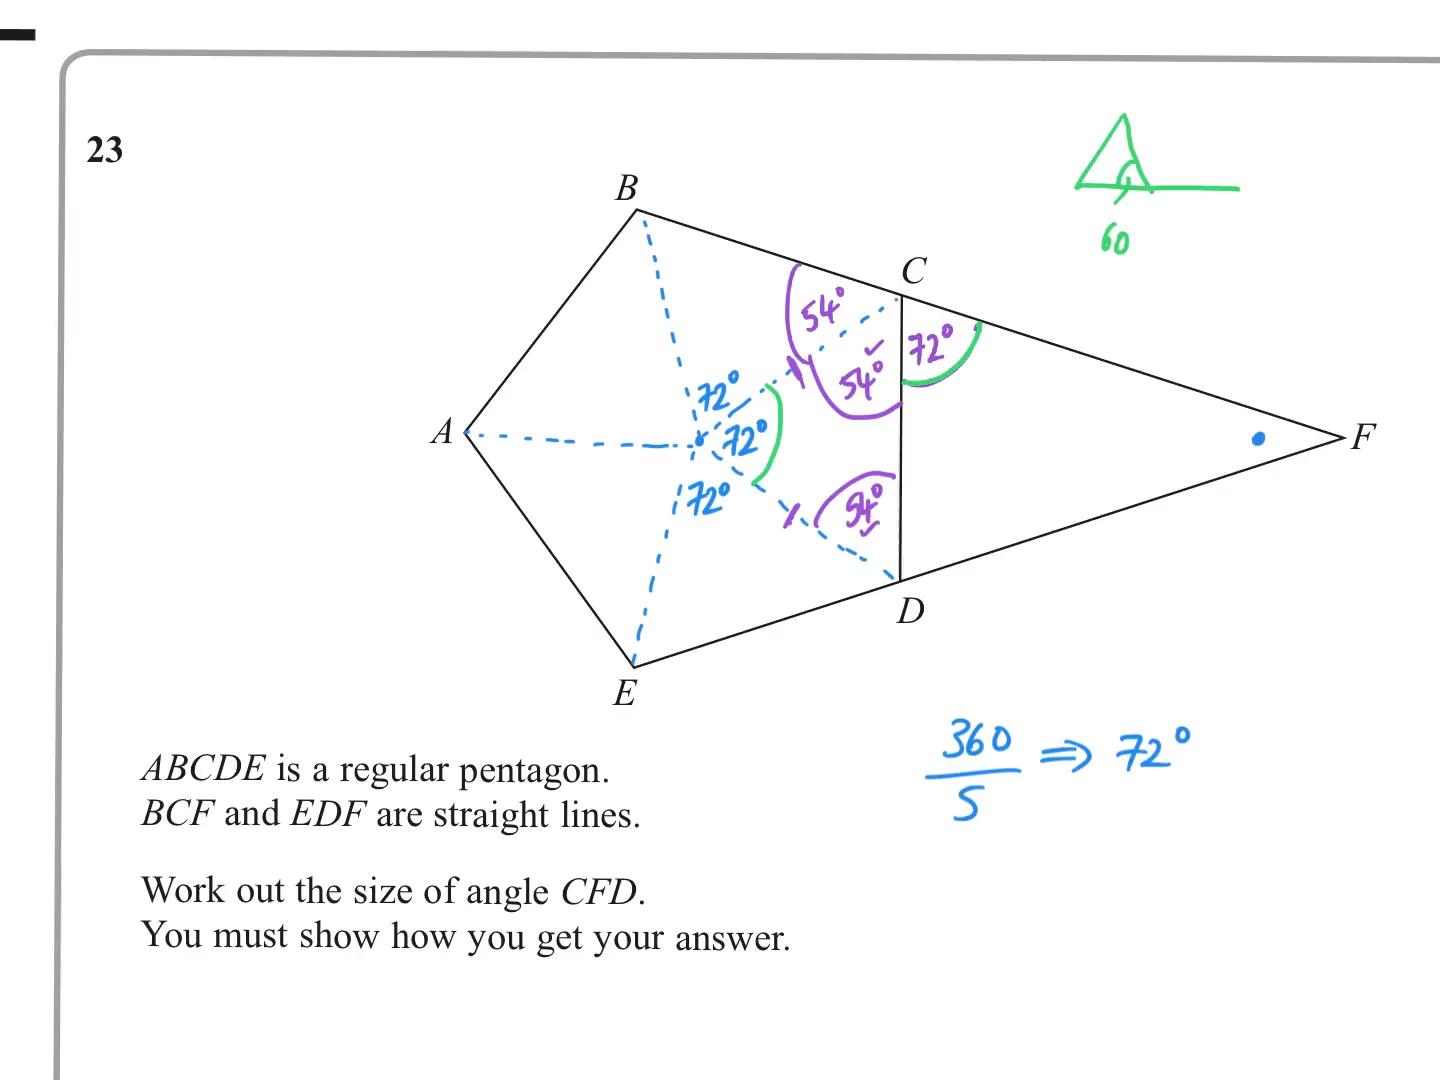 23
B
60
C
54°
72°
54°
72°
A
72°
F
72°
54°
D
E
360
5
⇒ 72°
ABCDE is a regular pentagon.
BCF and EDF are straight lines.
Work out the size of angle CFD.
You must show how you get your answer.